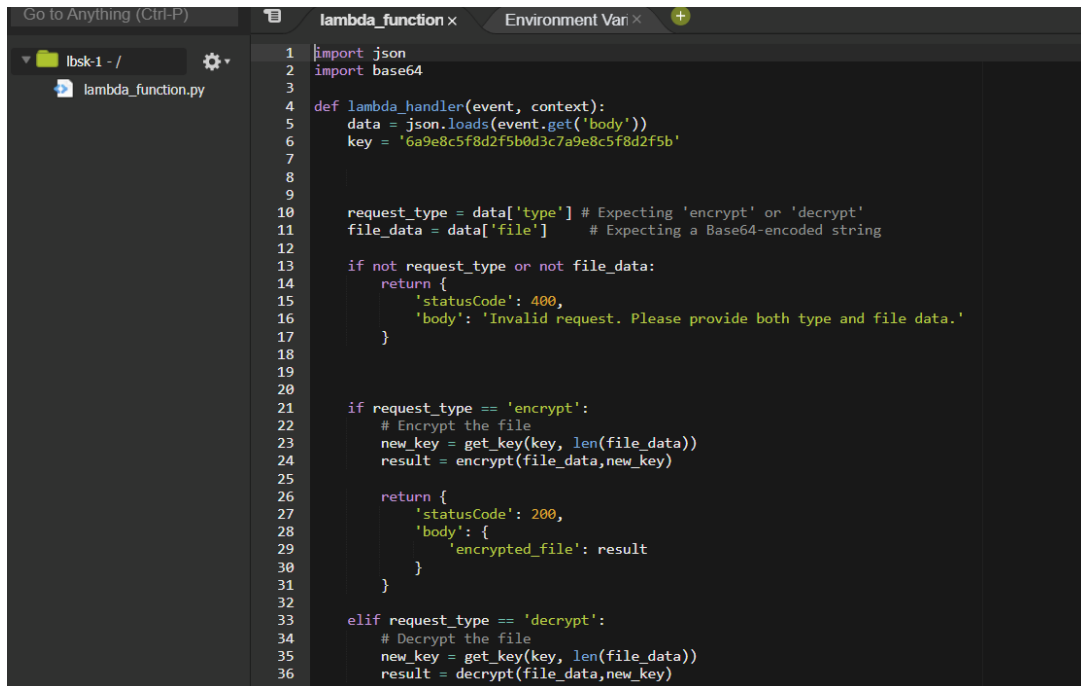 Go to Anything (Ctrl-P)
lambda_function ×
Environment Vari ×
lbsk-1 - /
lambda_function.py
1 import json
2 import base64
3
4 def lambda_handler(event, context):
5     data = json.loads(event.get('body'))
6     key = '6a9e8c5f8d2f5b0d3c7a9e8c5f8d2f5b'
7
8
9
10     request_type = data['type'] # Expecting 'encrypt' or 'decrypt'
11     file_data = data['file']     # Expecting a Base64-encoded string
12
13     if not request_type or not file_data:
14         return {
15             'statusCode': 400,
16             'body': 'Invalid request. Please provide both type and file data.'
17         }
18
19
20
21     if request_type == 'encrypt':
22         # Encrypt the file
23         new_key = get_key(key, len(file_data))
24         result = encrypt(file_data,new_key)
25
26         return {
27             'statusCode': 200,
28             'body': {
29                 'encrypted_file': result
30             }
31         }
32
33     elif request_type == 'decrypt':
34         # Decrypt the file
35         new_key = get_key(key, len(file_data))
36         result = decrypt(file_data,new_key)